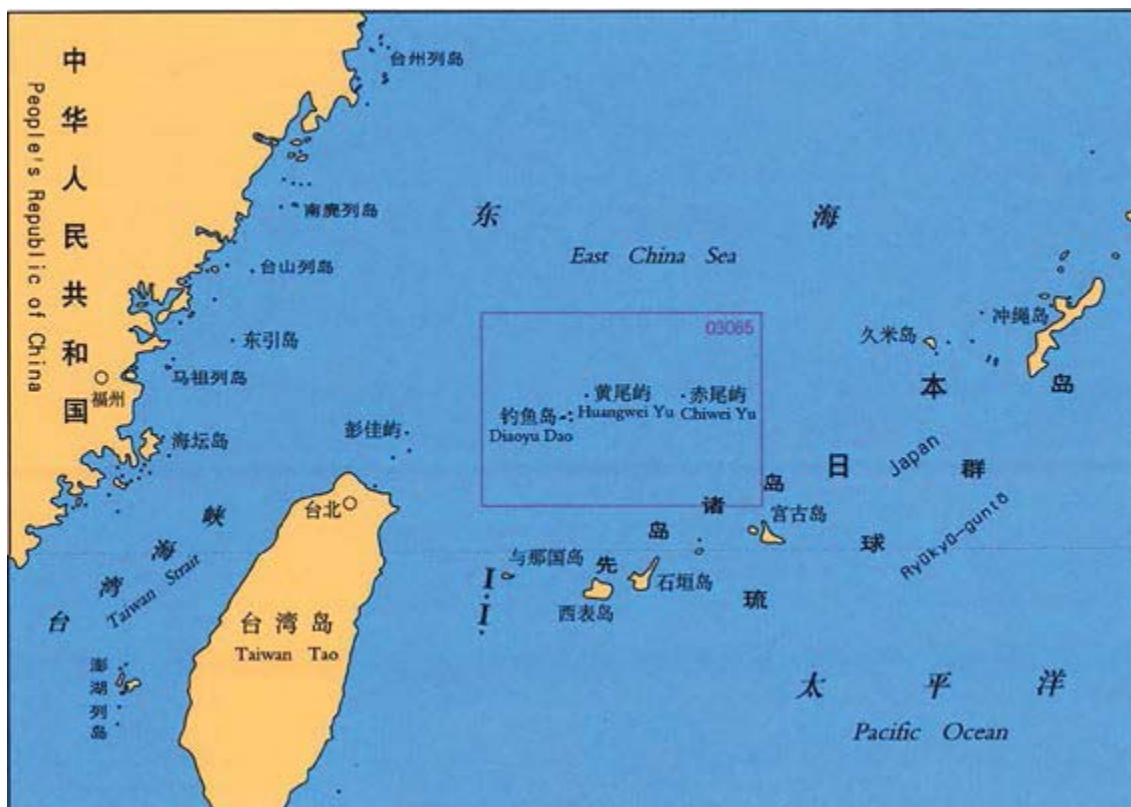 中华人民共和国
People's Republic of China
台州列岛
南麂列岛
台山列岛
东引岛
马祖列岛
福州
海坛岛
彭佳屿
东海
East China Sea
03065
黄尾屿
Huangwei Yu
赤尾屿
Chiwei Yu
钓鱼岛
Diaoyu Dao
久米岛
冲绳岛
日本
Japan
琉球群岛
Ryūkyū-guntō
先岛诸岛
宫古岛
与那国岛
石垣岛
西表岛
台北
台湾海峡
Taiwan Strait
台湾岛
Taiwan Tao
澎湖列岛
太平洋
Pacific Ocean